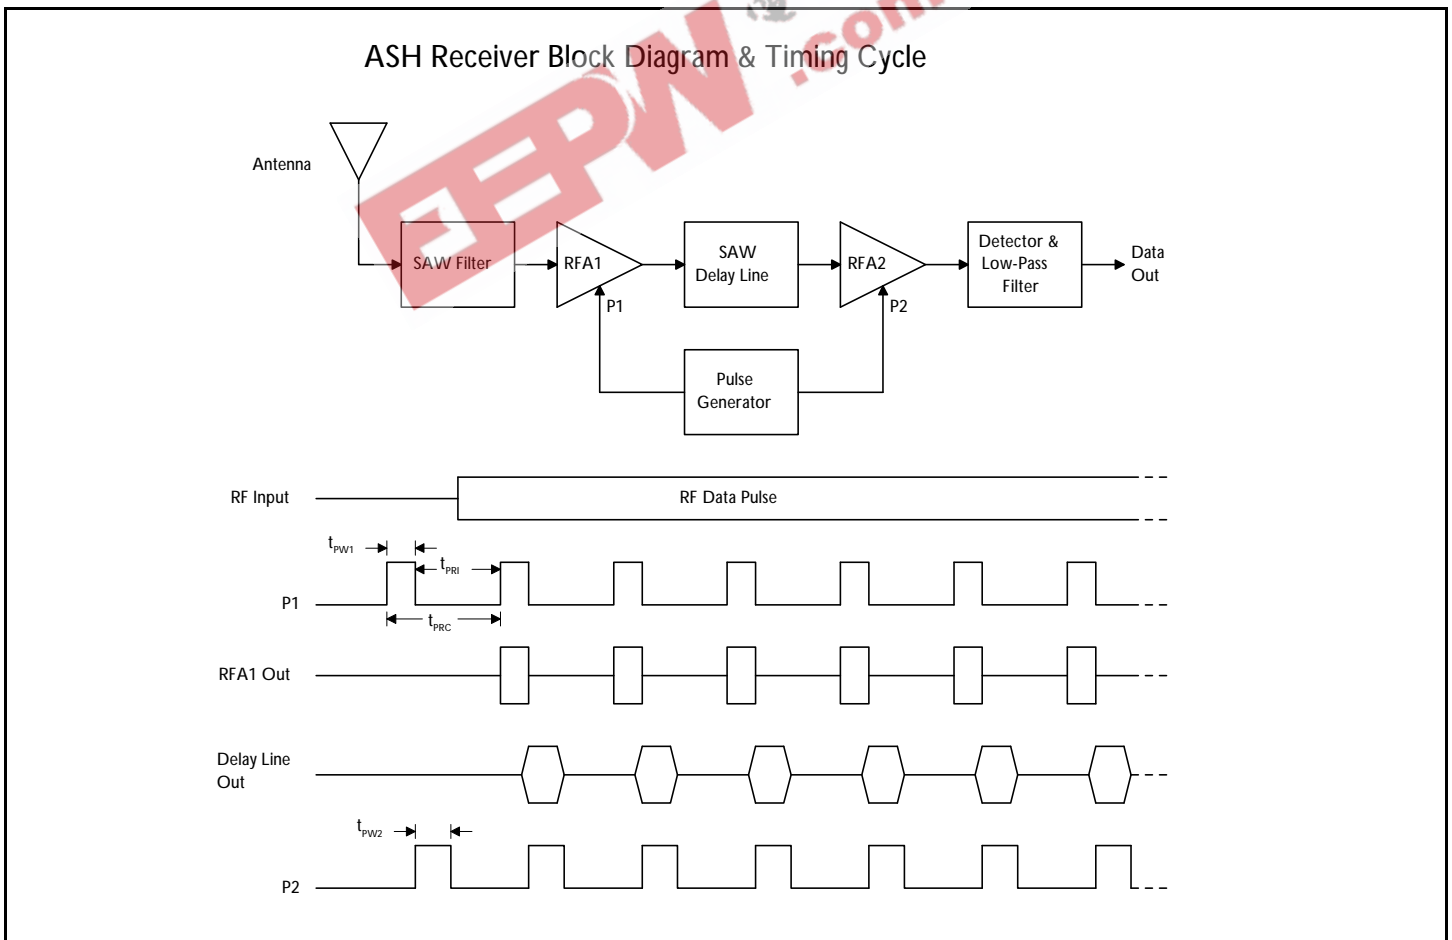 ASH Receiver Block Diagram & Timing Cycle
EEPW
.com
Antenna
SAW Filter
RFA1
SAW
Delay Line
RFA2
Detector &
Low-Pass
Filter
Data
Out
P1
P2
Pulse
Generator
RF Input
RF Data Pulse
tPW1
tPRI
P1
tPRC
RFA1 Out
Delay Line
Out
tPW2
P2